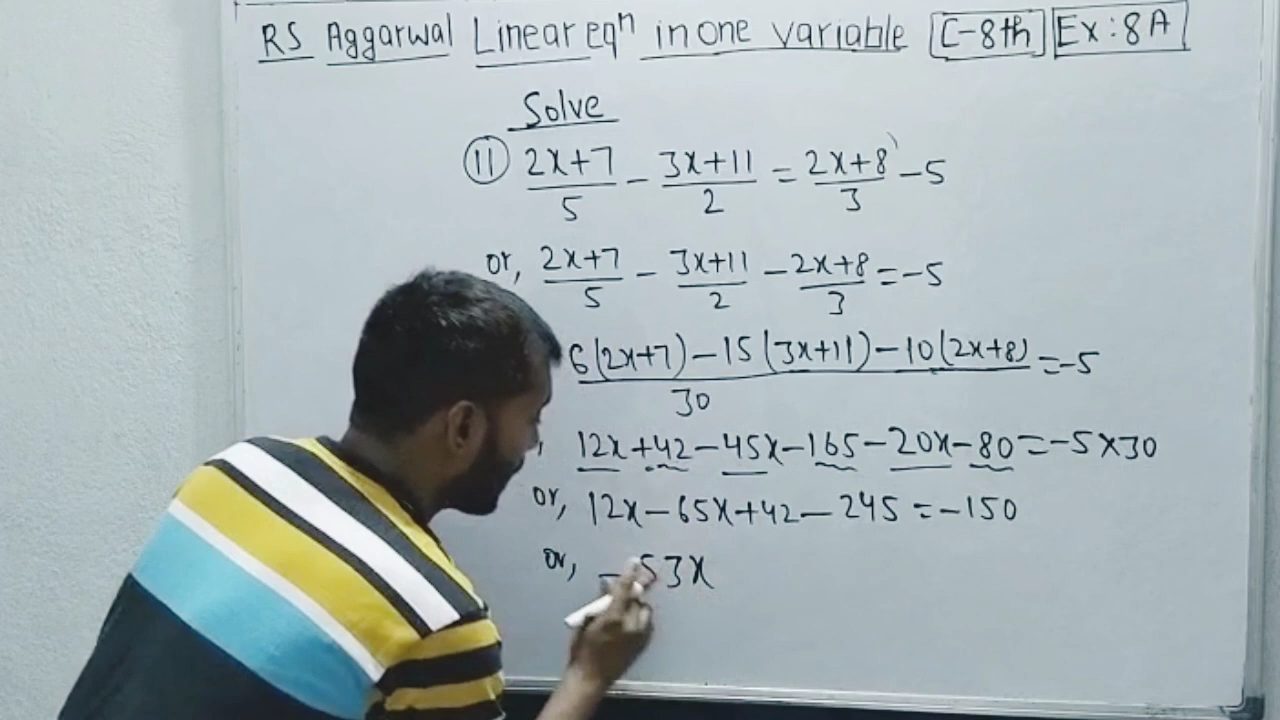 RS Aggarwal Linear eqⁿ in one variable C-8th Ex: 8A
Solve
11 (2x+7)/5 - (3x+11)/2 = (2x+8)/3 - 5
or, (2x+7)/5 - (3x+11)/2 - (2x+8)/3 = -5
(6(2x+7) - 15(3x+11) - 10(2x+8))/30 = -5
, 12x + 42 - 45x - 165 - 20x - 80 = -5×30
or, 12x - 65x + 42 - 245 = -150
or, - 53x